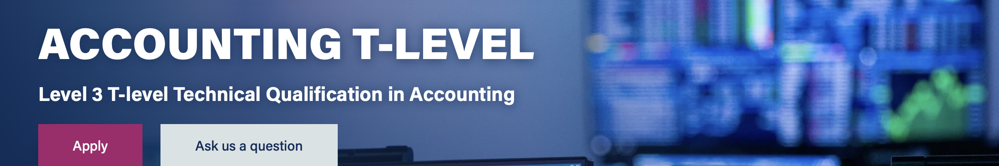 ACCOUNTING T-LEVEL
Level 3 T-level Technical Qualification in Accounting
Apply
Ask us a question